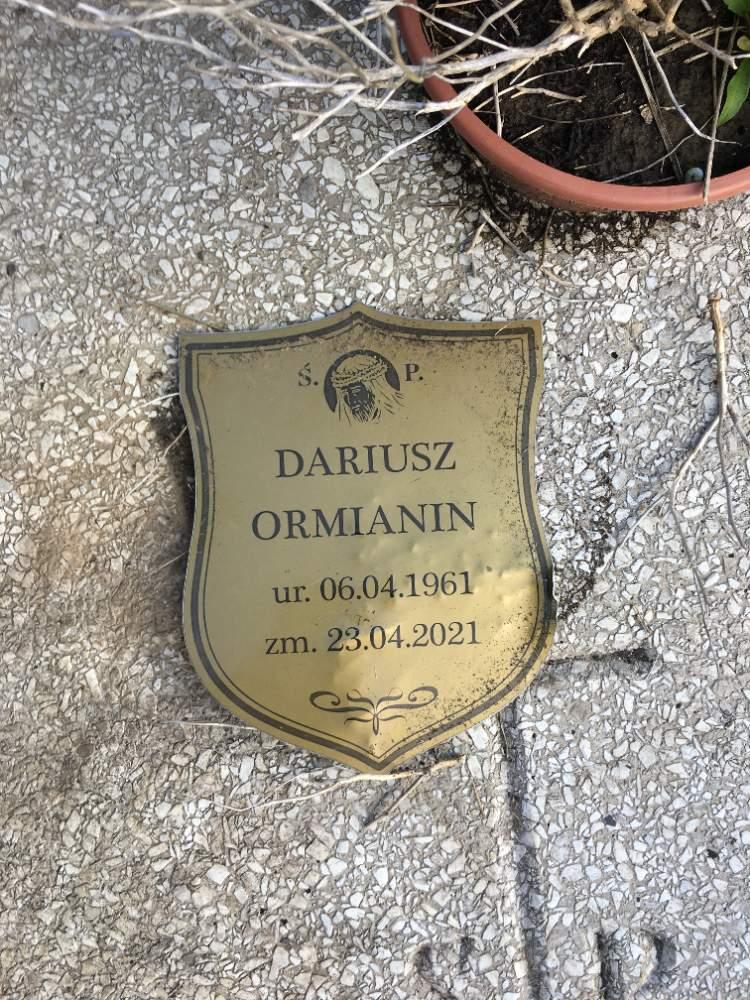 Ś. P.
DARIUSZ
ORMIANIN
ur. 06.04.1961
zm. 23.04.2021